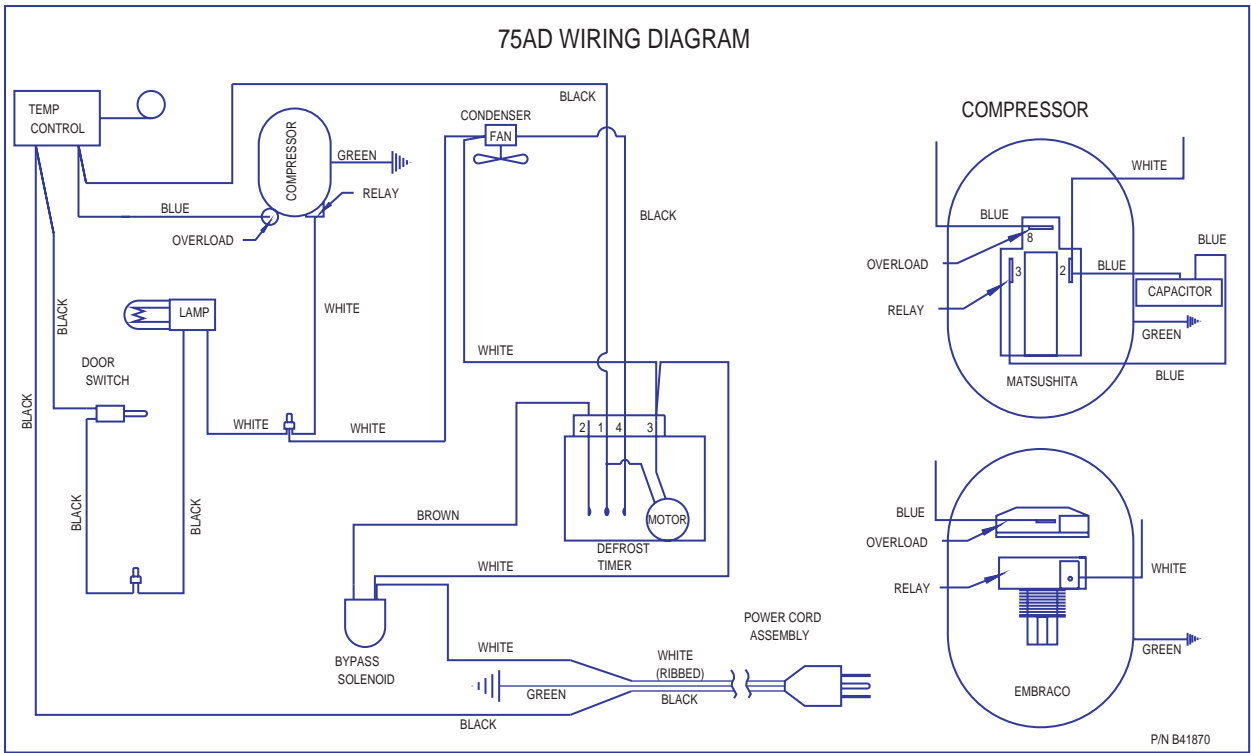 75AD WIRING DIAGRAM
TEMP
CONTROL
BLACK
CONDENSER
FAN
COMPRESSOR
GREEN
RELAY
BLUE
OVERLOAD
BLACK
WHITE
LAMP
BLACK
DOOR
SWITCH
WHITE
BLACK
WHITE
WHITE
2
1
4
3
BLACK
BLACK
BROWN
MOTOR
DEFROST
TIMER
WHITE
BYPASS
SOLENOID
WHITE
GREEN
BLACK
WHITE
(RIBBED)
BLACK
POWER CORD
ASSEMBLY
COMPRESSOR
WHITE
BLUE
8
OVERLOAD
3
2
BLUE
BLUE
CAPACITOR
RELAY
GREEN
BLUE
MATSUSHITA
BLUE
OVERLOAD
RELAY
WHITE
GREEN
EMBRACO
P/N B41870